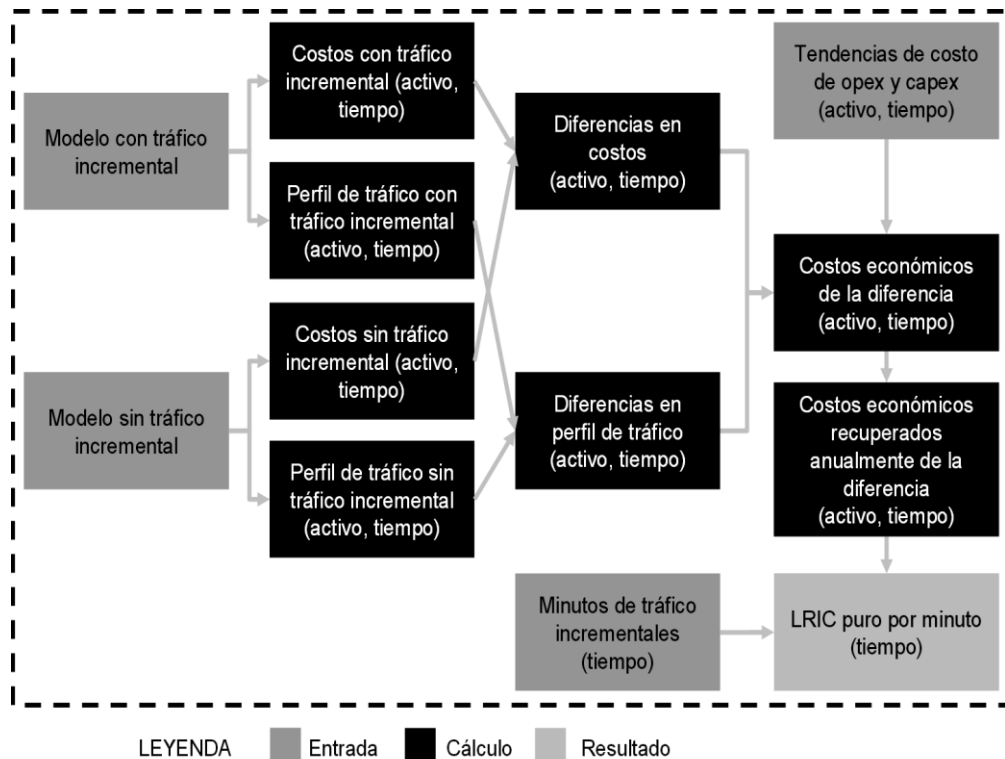 Modelo con tráfico
incremental
Modelo sin tráfico
incremental
Costos con tráfico
incremental (activo,
tiempo)
Perfil de tráfico con
tráfico incremental
(activo, tiempo)
Costos sin tráfico
incremental (activo,
tiempo)
Perfil de tráfico sin
tráfico incremental
(activo, tiempo)
Diferencias en
costos
(activo, tiempo)
Diferencias en
perfil de tráfico
(activo, tiempo)
Minutos de tráfico
incrementales
(tiempo)
Tendencias de costo
de opex y capex
(activo, tiempo)
Costos económicos
de la diferencia
(activo, tiempo)
Costos económicos
recuperados
anualmente de la
diferencia
(activo, tiempo)
LRIC puro por minuto
(tiempo)
LEYENDA
Entrada
Cálculo
Resultado